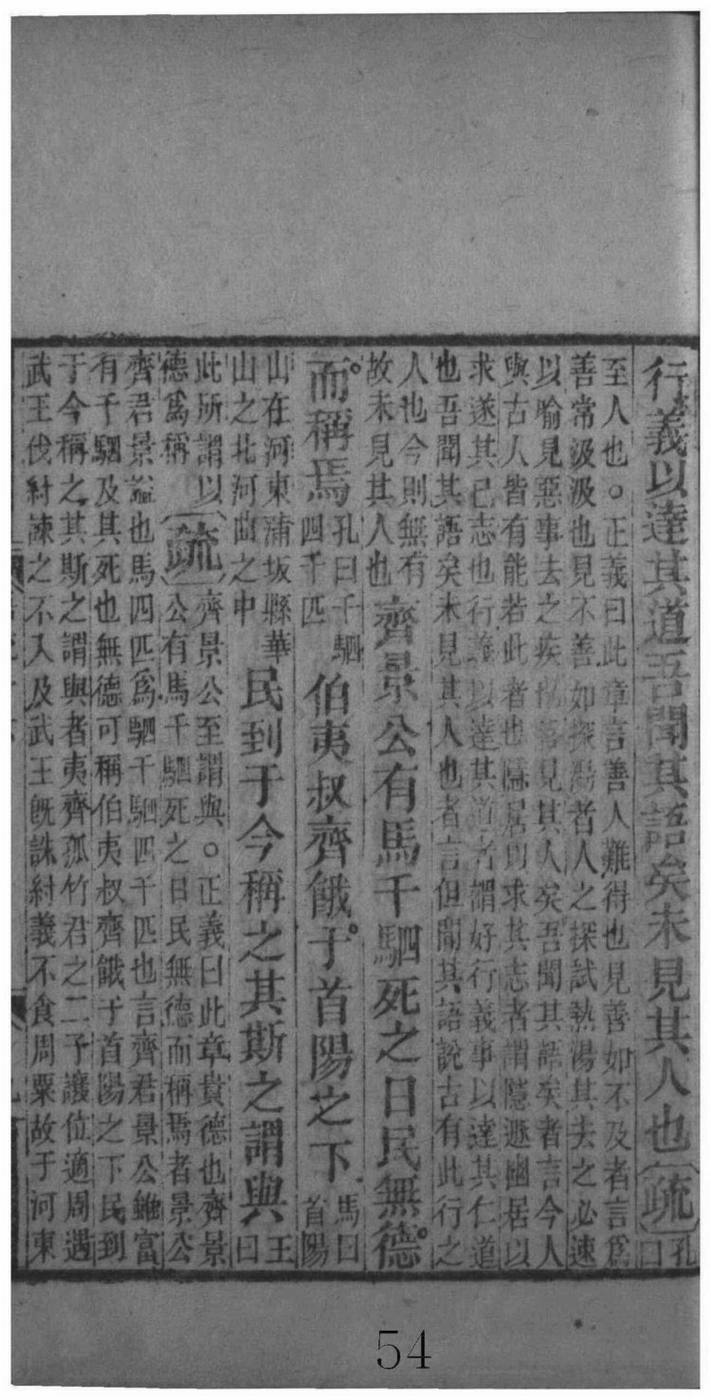 行義以達其道吾聞其語矣未見其人也疏孔曰
至人也○正義曰此章言善人難得也見善如不及者言爲
善常汲汲也見不善如探湯者人之探試熱湯其去之必速
以喻見惡事去之疾也見其人矣吾聞其語矣者言今人
與古人皆有能若此者也隱居以求其志者謂隱遯幽居以
求遂其已志也行義以達其道者謂好行義事以達其仁道
也吾聞其語矣未見其人也者言但聞其語說古有此行之
人也今則無有
故未見其人也
齊景公有馬千駟死之日民無德
而稱焉
孔曰千駟
四千匹
伯夷叔齊餓于首陽之下
馬曰
首陽
山在河東蒲坂縣華
山之北河曲之中
民到于今稱之其斯之謂與
王
曰
此所謂以
德爲稱
疏
齊景公至謂與○正義曰此章貴德也齊景
公有馬千駟死之日民無德而稱焉者景公
齊君景謚也馬四匹爲駟千駟四千匹也言齊君景公雖富
有千駟及其死也無德可稱伯夷叔齊餓于首陽之下民到
于今稱之其斯之謂與者夷齊孤竹君之二子讓位適周遇
武王伐紂諫之不入及武王旣誅紂義不食周粟故于河東
54